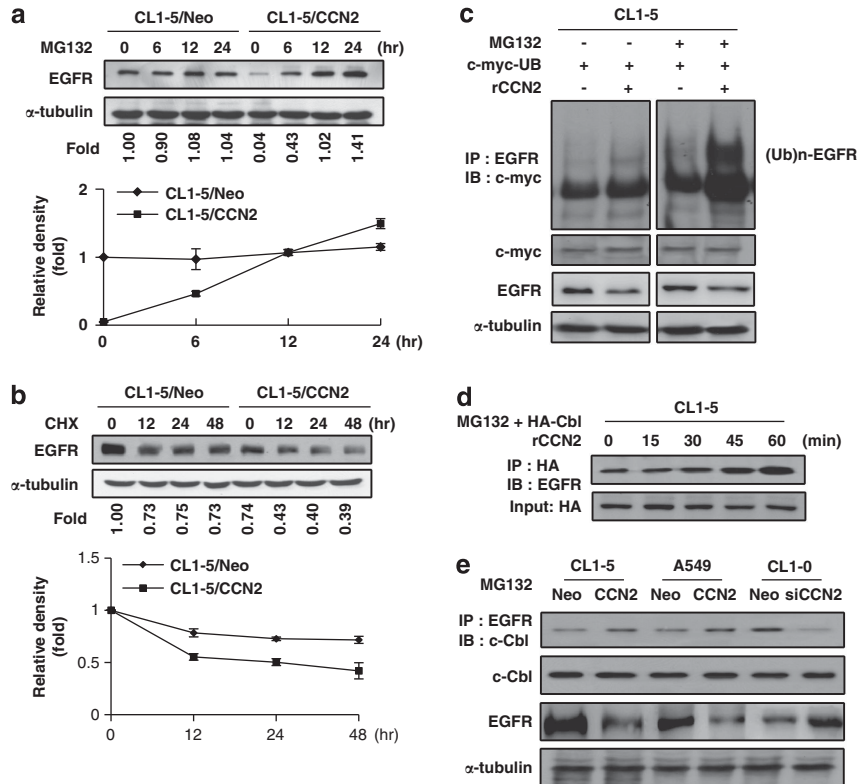 a
CL1-5/Neo CL1-5/CCN2
MG132 0 6 12 24 0 6 12 24 (hr)
EGFR
α-tubulin
Fold 1.00 0.90 1.08 1.04 0.04 0.43 1.02 1.41
2
1
0
CL1-5/Neo
CL1-5/CCN2
Relative density (fold)
0 6 12 24 (hr)
b
CL1-5/Neo CL1-5/CCN2
CHX 0 12 24 48 0 12 24 48 (hr)
EGFR
α-tubulin
Fold 1.00 0.73 0.75 0.73 0.74 0.43 0.40 0.39
1.5
1
0.5
0
CL1-5/Neo
CL1-5/CCN2
Relative density (fold)
0 12 24 48 (hr)
c
CL1-5
MG132 - - + +
c-myc-UB + + + +
rCCN2 - + - +
IP : EGFR
IB : c-myc
(Ub)n-EGFR
c-myc
EGFR
α-tubulin
d
CL1-5
MG132 + HA-Cbl
rCCN2 0 15 30 45 60 (min)
IP : HA
IB : EGFR
Input: HA
e
CL1-5 A549 CL1-0
MG132
Neo CCN2 Neo CCN2 Neo siCCN2
IP : EGFR
IB : c-Cbl
c-Cbl
EGFR
α-tubulin